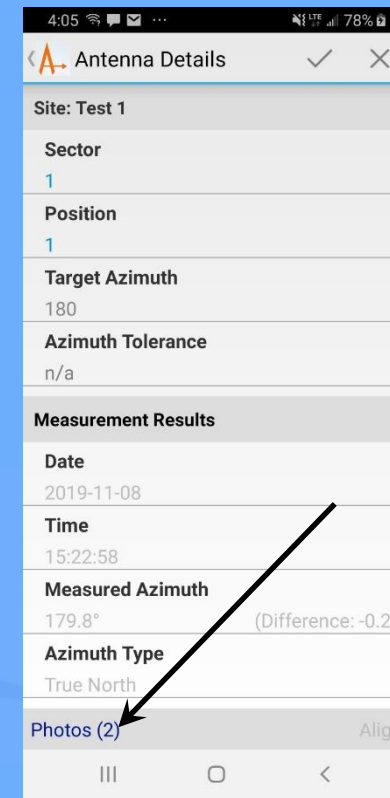 4:05 LTE 78%
Antenna Details
Site: Test 1
Sector
1
Position
1
Target Azimuth
180
Azimuth Tolerance
n/a
Measurement Results
Date
2019-11-08
Time
15:22:58
Measured Azimuth
179.8° (Difference: -0.2
Azimuth Type
True North
Photos (2) Alig